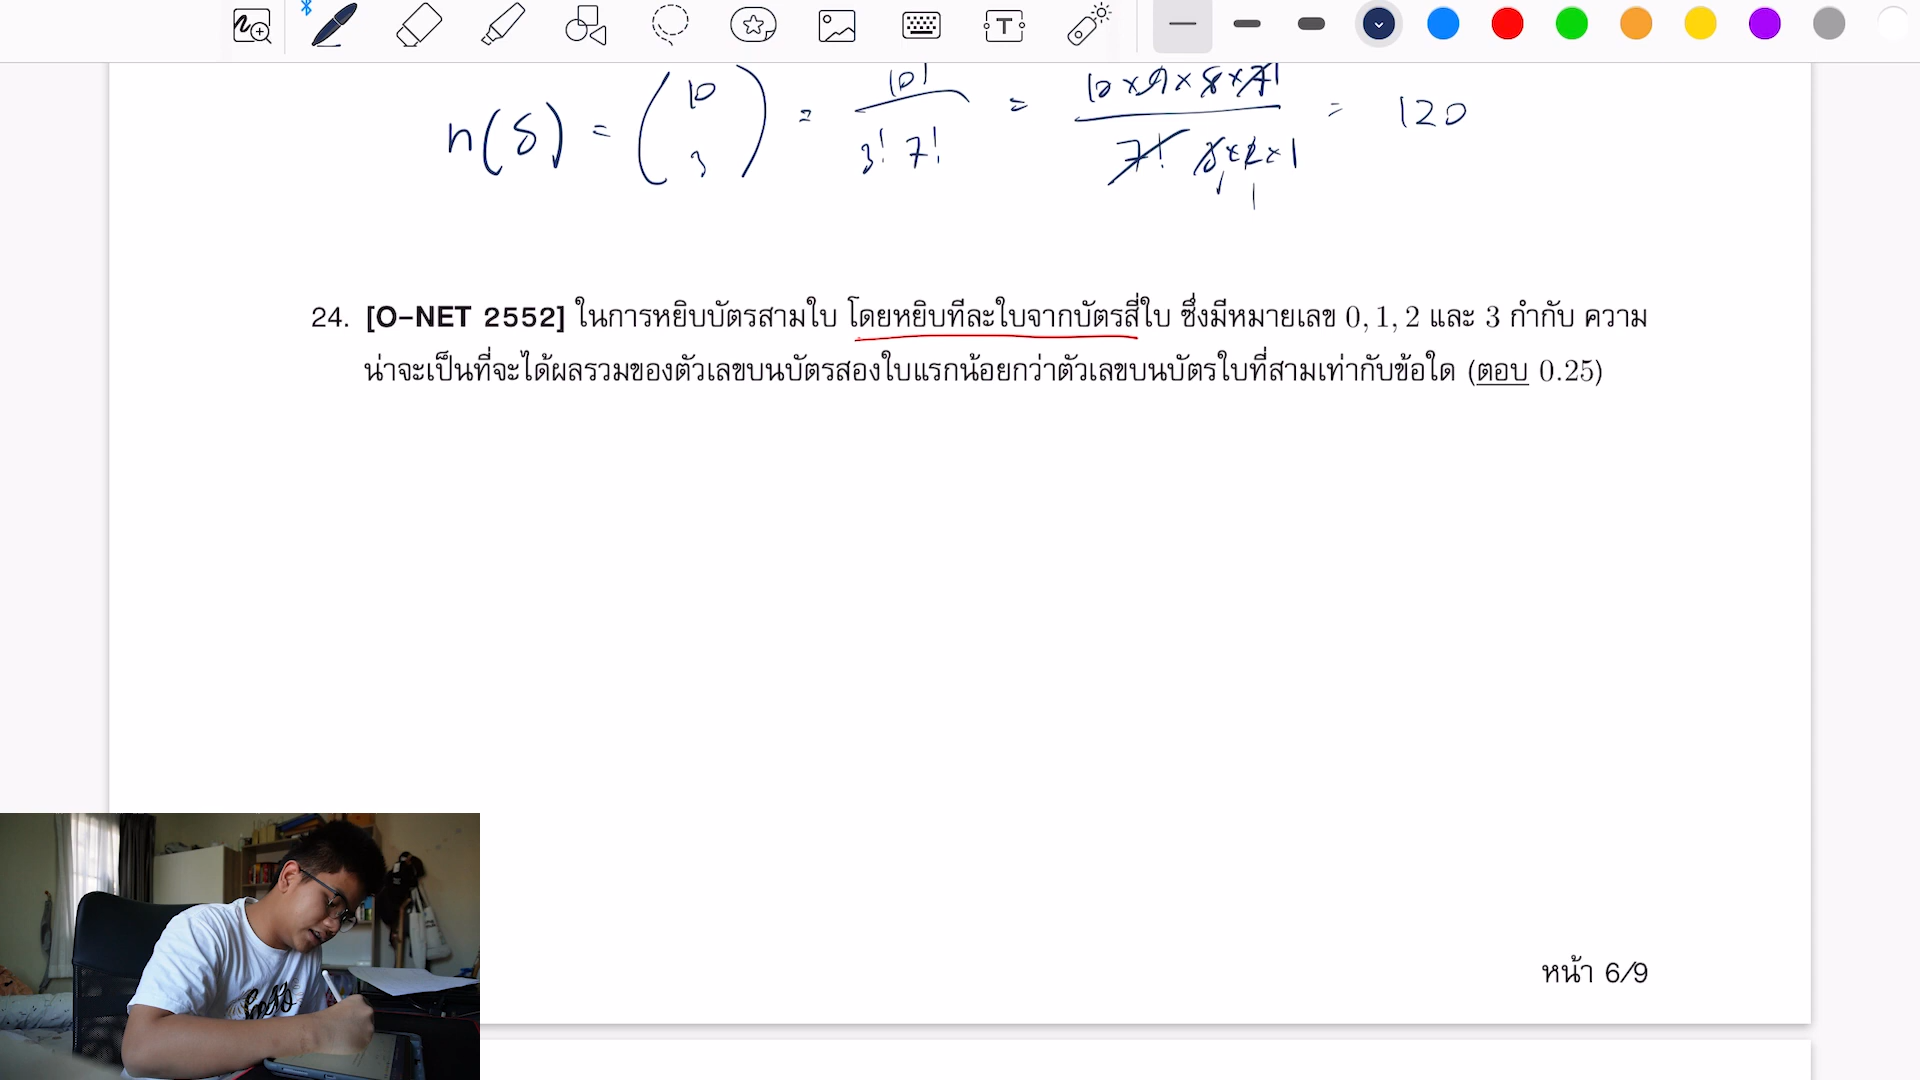 n(S) = (10 3) = 10! / 3! 7! = 10 × 9 × 8 × 7! / 7! 3 × 2 × 1 = 120
24. [O-NET 2552] ในการหยิบบัตรสามใบ โดยหยิบทีละใบจากบัตรสี่ใบ ซึ่งมีหมายเลข 0, 1, 2 และ 3 กำกับ ความ
น่าจะเป็นที่จะได้ผลรวมของตัวเลขบนบัตรสองใบแรกน้อยกว่าตัวเลขบนบัตรใบที่สามเท่ากับข้อใด (ตอบ 0.25)
หน้า 6/9